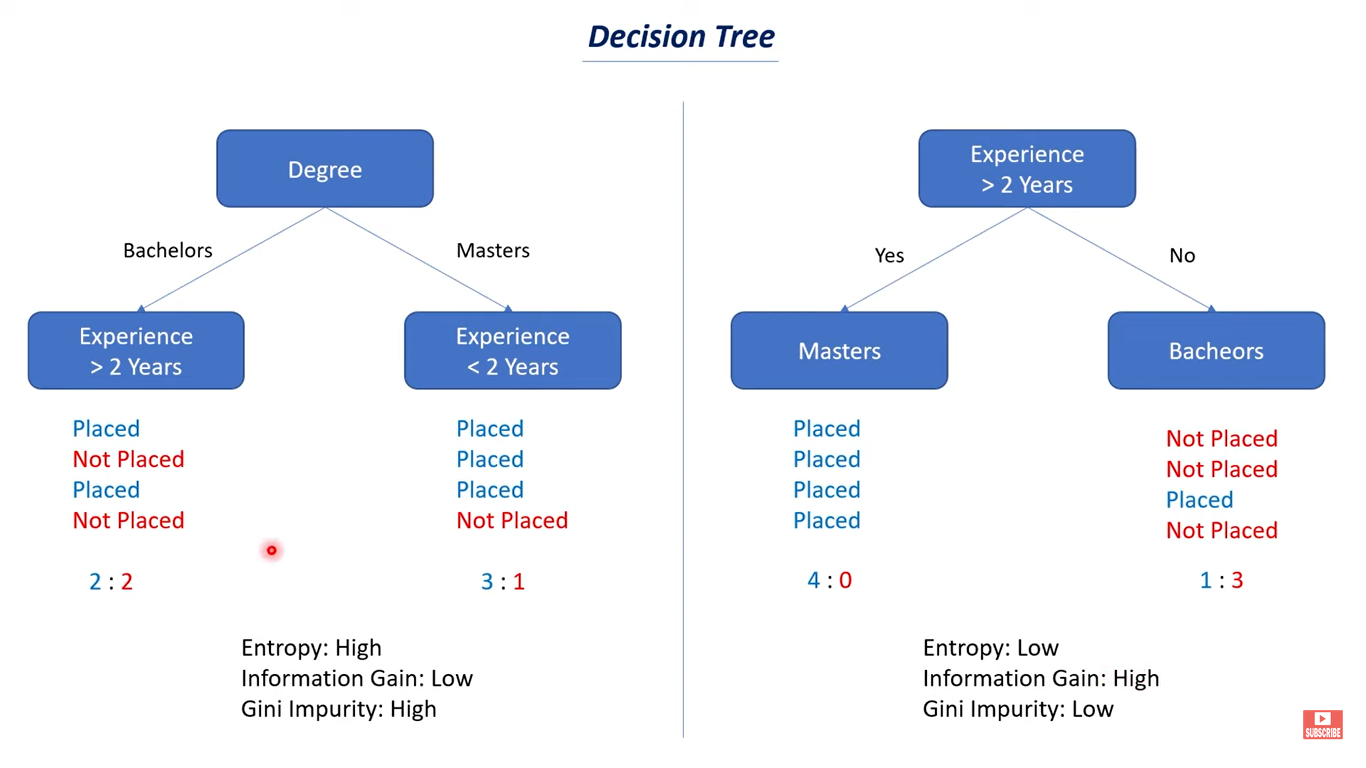 Decision Tree
Degree
Bachelors
Masters
Experience
> 2 Years
Experience
< 2 Years
Placed
Not Placed
Placed
Not Placed
2 : 2
Placed
Placed
Placed
Not Placed
3 : 1
Entropy: High
Information Gain: Low
Gini Impurity: High
Experience
> 2 Years
Yes
No
Masters
Bacheors
Placed
Placed
Placed
Placed
4 : 0
Not Placed
Not Placed
Placed
Not Placed
1 : 3
Entropy: Low
Information Gain: High
Gini Impurity: Low
SUBSCRIBE